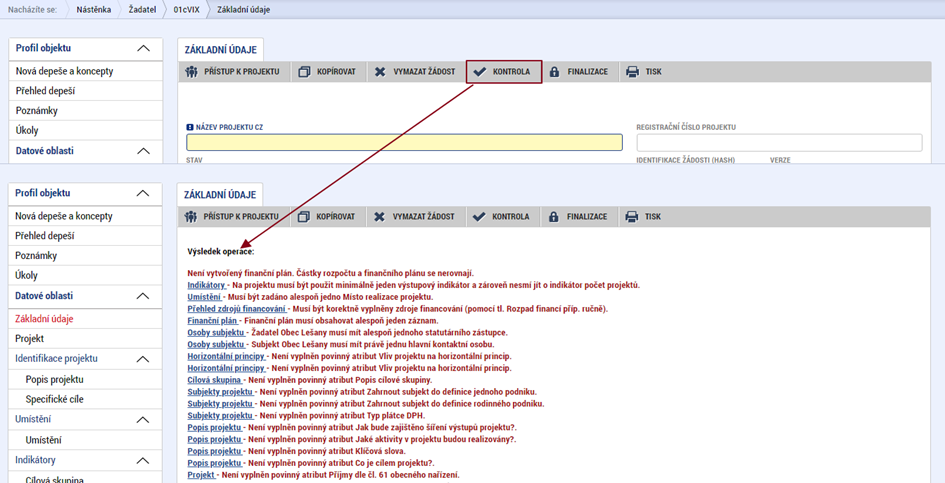 Nacházíte se: Nástěnka Žadatel 01cVIX Základní údaje
Profil objektu
Nová depeše a koncepty
Přehled depeší
Poznámky
Úkoly
Datové oblasti
ZÁKLADNÍ ÚDAJE
PŘÍSTUP K PROJEKTU KOPÍROVAT VYMAZAT ŽÁDOST KONTROLA FINALIZACE TISK
NÁZEV PROJEKTU CZ REGISTRAČNÍ ČÍSLO PROJEKTU
STAV IDENTIFIKACE ŽÁDOSTI (HASH) VERZE
Profil objektu
Nová depeše a koncepty
Přehled depeší
Poznámky
Úkoly
Datové oblasti
Základní údaje
Projekt
Identifikace projektu
Popis projektu
Specifické cíle
Umístění
Umístění
Indikátory
Cílová skupina
ZÁKLADNÍ ÚDAJE
PŘÍSTUP K PROJEKTU KOPÍROVAT VYMAZAT ŽÁDOST KONTROLA FINALIZACE TISK
Výsledek operace:
Není vytvořený finanční plán. Částky rozpočtu a finančního plánu se nerovnají.
Indikátory - Na projektu musí být použit minimálně jeden výstupový indikátor a zároveň nesmí jít o indikátor počet projektů.
Umístění - Musí být zadáno alespoň jedno Místo realizace projektu.
Přehled zdrojů financování - Musí být korektně vyplněny zdroje financování (pomocí tl. Rozpad financí příp. ručně).
Finanční plán - Finanční plán musí obsahovat alespoň jeden záznam.
Osoby subjektu - Žadatel Obec Lešany musí mít alespoň jednoho statutárního zástupce.
Osoby subjektu - Subjekt Obec Lešany musí mít právě jednu hlavní kontaktní osobu.
Horizontální principy - Není vyplněn povinný atribut Vliv projektu na horizontální princip.
Horizontální principy - Není vyplněn povinný atribut Vliv projektu na horizontální princip.
Cílová skupina - Není vyplněn povinný atribut Popis cílové skupiny.
Subjekty projektu - Není vyplněn povinný atribut Zahrnout subjekt do definice jednoho podniku.
Subjekty projektu - Není vyplněn povinný atribut Zahrnout subjekt do definice rodinného podniku.
Subjekty projektu - Není vyplněn povinný atribut Typ plátce DPH.
Popis projektu - Není vyplněn povinný atribut Jak bude zajištěno šíření výstupů projektu?.
Popis projektu - Není vyplněn povinný atribut Jaké aktivity v projektu budou realizovány?.
Popis projektu - Není vyplněn povinný atribut Klíčová slova.
Popis projektu - Není vyplněn povinný atribut Co je cílem projektu?.
Projekt - Není vyplněn povinný atribut Příjmy dle čl. 61 obecného nařízení.